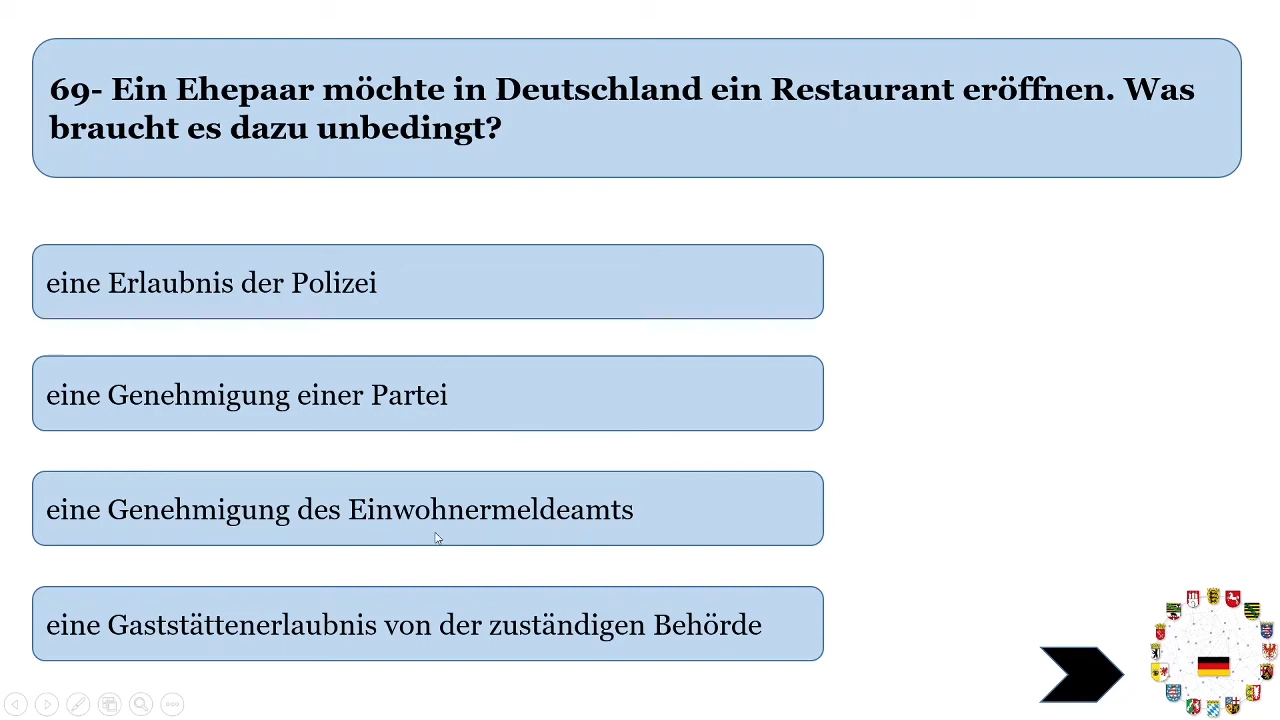 69- Ein Ehepaar möchte in Deutschland ein Restaurant eröffnen. Was
braucht es dazu unbedingt?
eine Erlaubnis der Polizei
eine Genehmigung einer Partei
eine Genehmigung des Einwohnermeldeamts
eine Gaststättenerlaubnis von der zuständigen Behörde